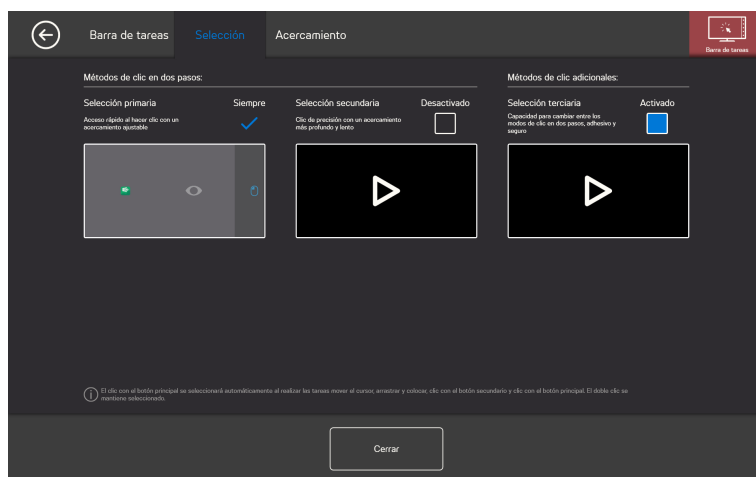 Barra de tareas
Selección
Acercamiento
Barra de tareas
Métodos de clic en dos pasos:
Métodos de clic adicionales:
Selección primaria
Siempre
Selección secundaria
Desactivado
Selección terciaria
Activado
Acceso rápido al hacer clic con un
acercamiento ajustable
Clic de precisión con un acercamiento
más profundo y lento
Capacidad para cambiar entre los
modos de clic en dos pasos, adhesivo y
seguro
El clic con el botón principal se seleccionará automáticamente al realizar las tareas mover el cursor, arrastrar y colocar, clic con el botón secundario y clic con el botón principal. El doble clic se
mantiene seleccionado.
Cerrar